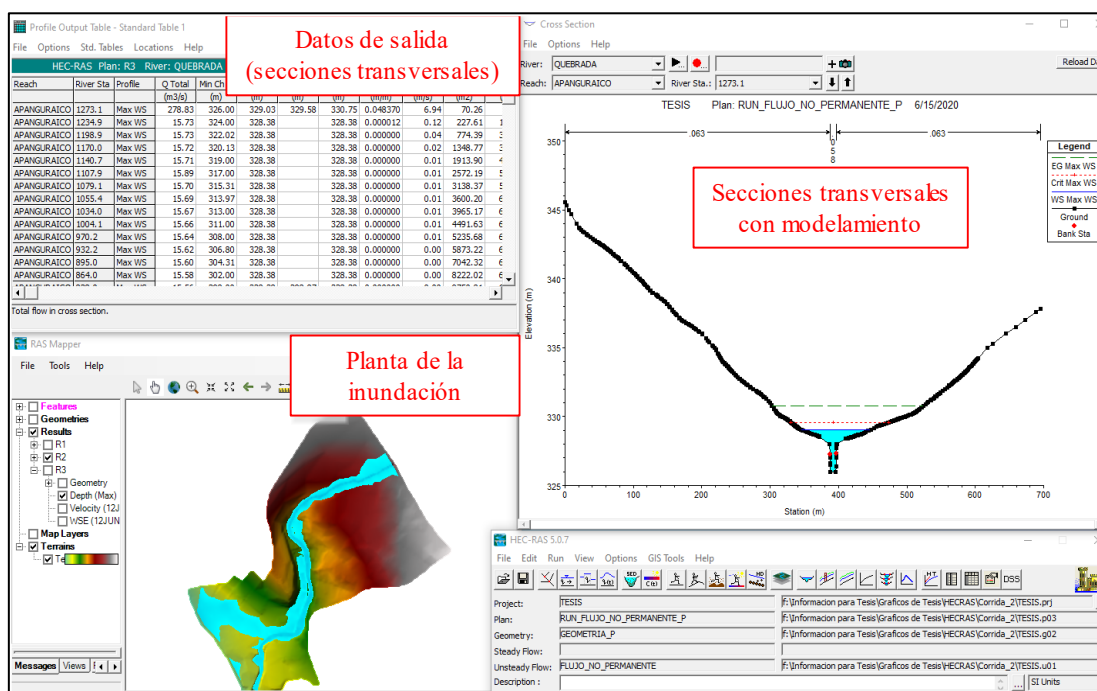 Profile Output Table - Standard Table 1
File Options Std. Tables Locations Help
HEC-RAS Plan: R3 River: QUEBRADA
Datos de salida
(secciones transversales)
Reach River Sta Profile Q Total Min Ch
(m3/s) (m) (m) (m) (m) (m/m) (m/s) (m2)
APANGURAICO 1273.1 Max WS 278.83 326.00 329.03 329.58 330.75 0.048370 6.94 70.26
APANGURAICO 1234.9 Max WS 15.73 324.00 328.38 328.38 0.000012 0.12 227.61 1
APANGURAICO 1198.9 Max WS 15.73 322.02 328.38 328.38 0.000000 0.04 774.39 3
APANGURAICO 1170.0 Max WS 15.72 320.13 328.38 328.38 0.000000 0.02 1348.77 3
APANGURAICO 1140.7 Max WS 15.71 319.00 328.38 328.38 0.000000 0.01 1913.90 4
APANGURAICO 1107.9 Max WS 15.89 317.00 328.38 328.38 0.000000 0.01 2572.19 5
APANGURAICO 1079.1 Max WS 15.70 315.31 328.38 328.38 0.000000 0.01 3138.37 5
APANGURAICO 1055.4 Max WS 15.69 313.97 328.38 328.38 0.000000 0.01 3600.20 6
APANGURAICO 1034.0 Max WS 15.67 313.00 328.38 328.38 0.000000 0.01 3965.17 6
APANGURAICO 1004.1 Max WS 15.66 311.00 328.38 328.38 0.000000 0.01 4491.63 6
APANGURAICO 970.2 Max WS 15.64 308.00 328.38 328.38 0.000000 0.01 5235.68 6
APANGURAICO 932.2 Max WS 15.62 306.80 328.38 328.38 0.000000 0.00 5873.22 6
APANGURAICO 895.0 Max WS 15.60 304.31 328.38 328.38 0.000000 0.00 7042.32 6
APANGURAICO 864.0 Max WS 15.58 302.00 328.38 328.38 0.000000 0.00 8222.02 6
Total flow in cross section.
Cross Section
File Options Help
River: QUEBRADA
Reload Da
Reach: APANGURAICO River Sta.: 1273.1
TESIS Plan: RUN_FLUJO_NO_PERMANENTE_P 6/15/2020
.063 .063
0
5
8
Legend
EG Max WS
Crit Max WS
WS Max WS
Ground
Bank Sta
Secciones transversales
con modelamiento
350
345
340
335
330
325
Elevation (m)
0 100 200 300 400 500 600 700
Station (m)
RAS Mapper
File Tools Help
Planta de la
inundación
Features
Geometries
Results
R1
R2
R3
Geometry
Depth (Max)
Velocity (12J
WSE (12JUN
Map Layers
Terrains
Te
Messages Views
HEC-RAS 5.0.7
File Edit Run View Options GIS Tools Help
DSS
Project: TESIS f:\Informacion para Tesis\Graficos de Tesis\HECRAS\Corrida_2\TESIS.prj
Plan: RUN_FLUJO_NO_PERMANENTE_P f:\Informacion para Tesis\Graficos de Tesis\HECRAS\Corrida_2\TESIS.p03
Geometry: GEOMETRIA_P f:\Informacion para Tesis\Graficos de Tesis\HECRAS\Corrida_2\TESIS.g02
Steady Flow:
Unsteady Flow: FLUJO_NO_PERMANENTE f:\Informacion para Tesis\Graficos de Tesis\HECRAS\Corrida_2\TESIS.u01
Description : ... SI Units